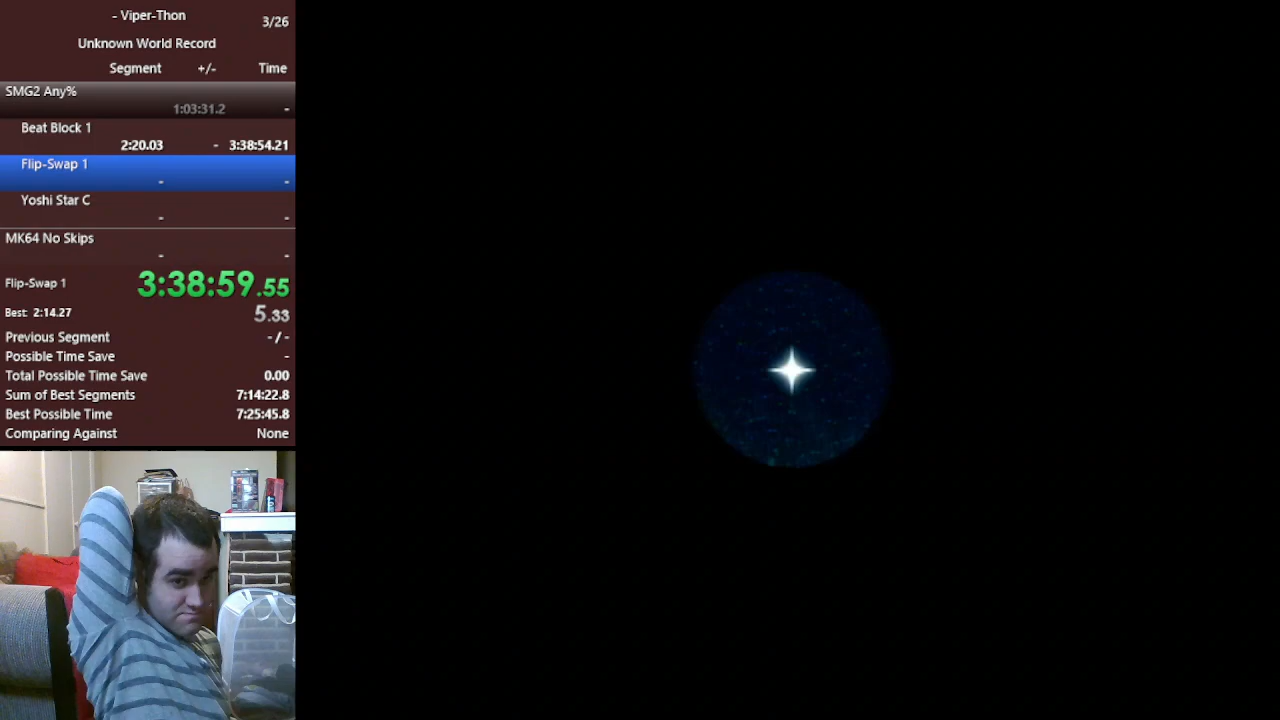 - Viper-Thon
3/26
Unknown World Record
Segment +/- Time
SMG2 Any%
1:03:31.2 -
Beat Block 1
2:20.03 - 3:38:54.21
Flip-Swap 1
- -
Yoshi Star C
- -
MK64 No Skips
- -
Flip-Swap 1 3:38:59.55
Best: 2:14.27 5.33
Previous Segment - / -
Possible Time Save -
Total Possible Time Save 0.00
Sum of Best Segments 7:14:22.8
Best Possible Time 7:25:45.8
Comparing Against None